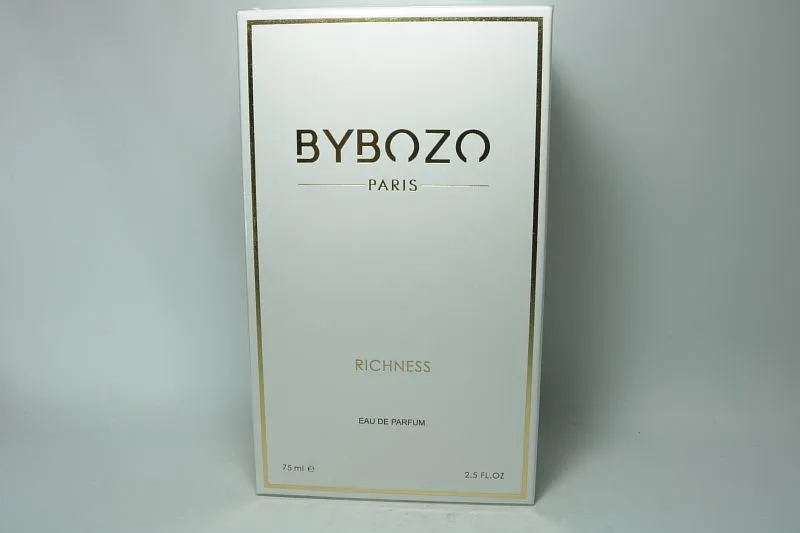 BYBOZO
PARIS
RICHNESS
EAU DE PARFUM
75 ml ℮
2.5 FL.OZ